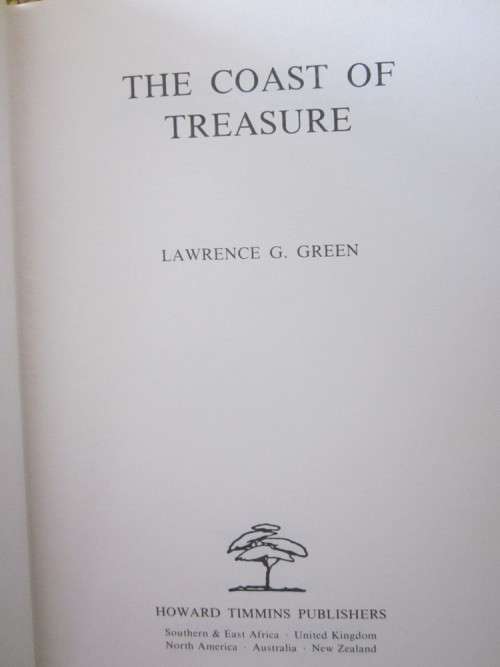 THE COAST OF
TREASURE
LAWRENCE G. GREEN
HOWARD TIMMINS PUBLISHERS
Southern & East Africa · United Kingdom
North America · Australia · New Zealand